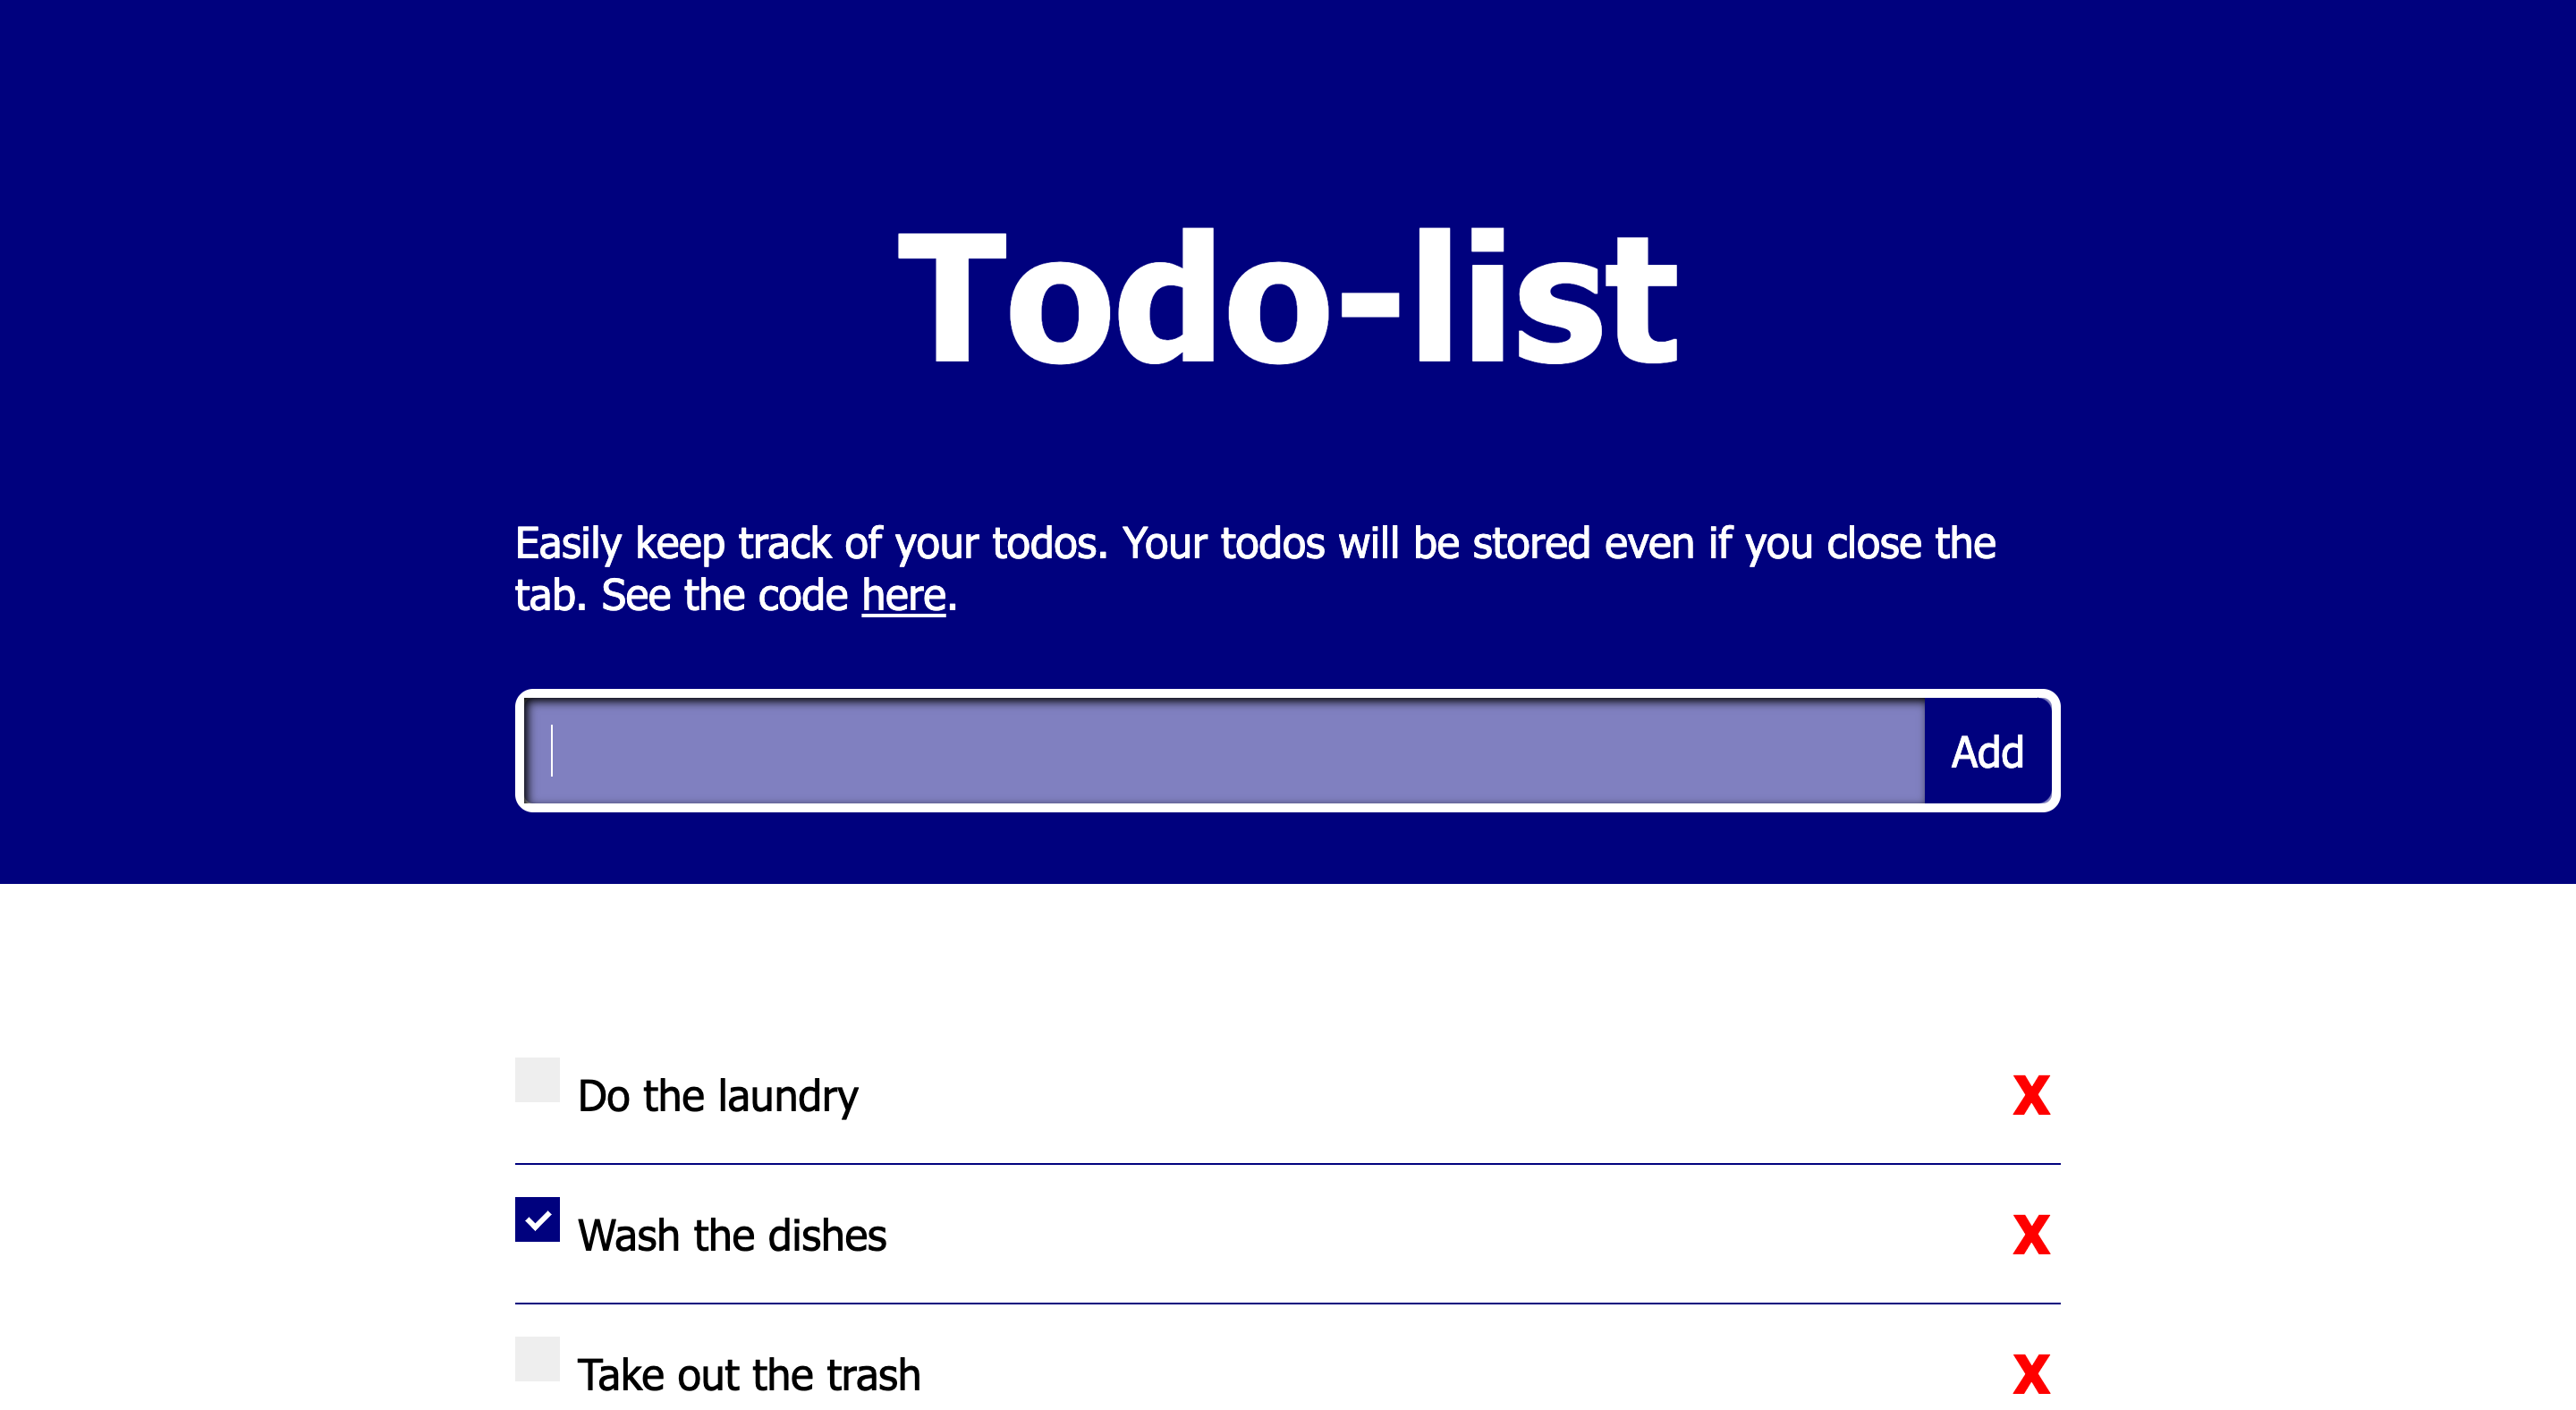 Todo-list
Easily keep track of your todos. Your todos will be stored even if you close the
tab. See the code here.
Add
Do the laundry X
Wash the dishes X
Take out the trash X